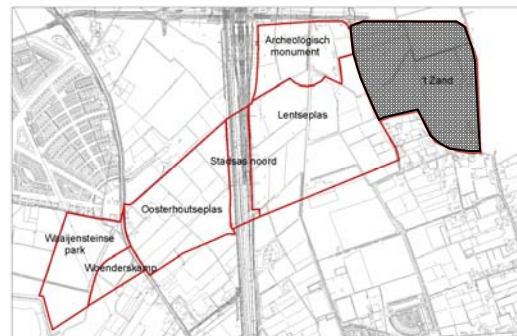 Archeologisch
monument
't Zand
Lentseplas
Stadsas noord
Oosterhoutseplas
Waaijensteinse
park
Woenderskamp